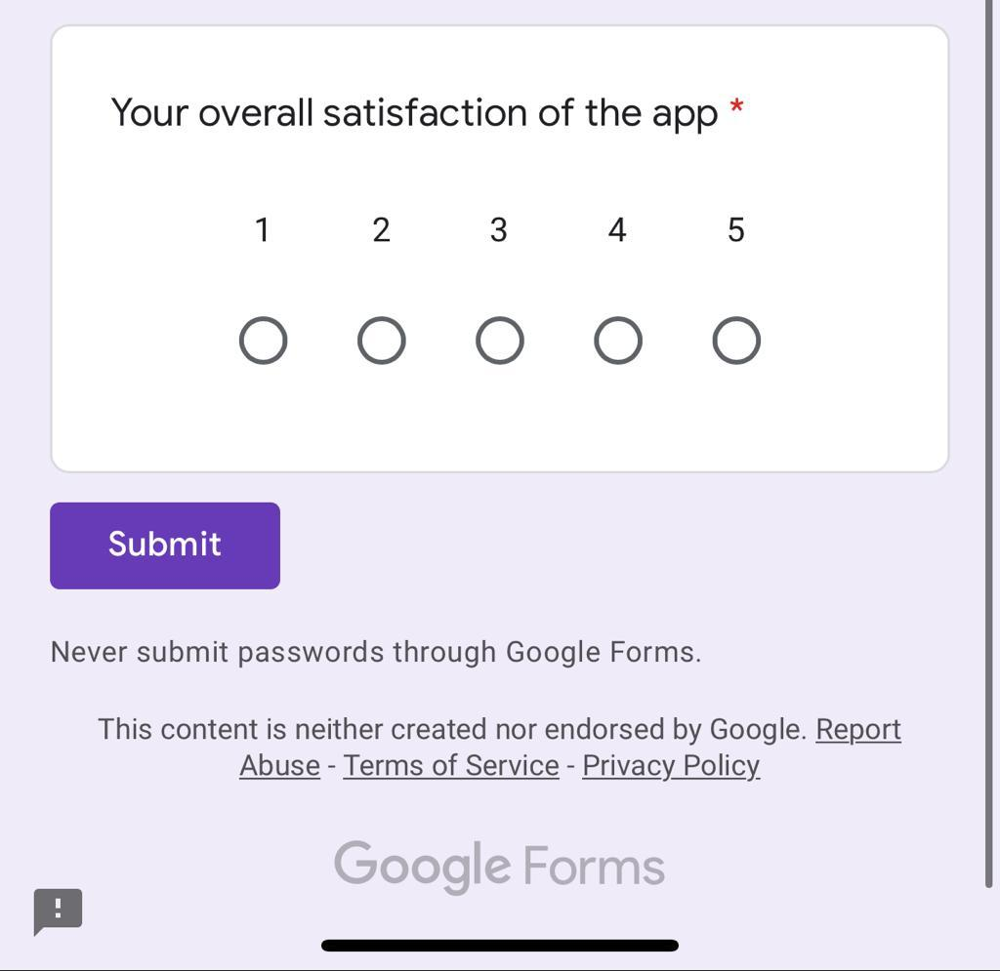 Your overall satisfaction of the app *
1 2 3 4 5
Submit
Never submit passwords through Google Forms.
This content is neither created nor endorsed by Google. Report
Abuse - Terms of Service - Privacy Policy
Google Forms
!